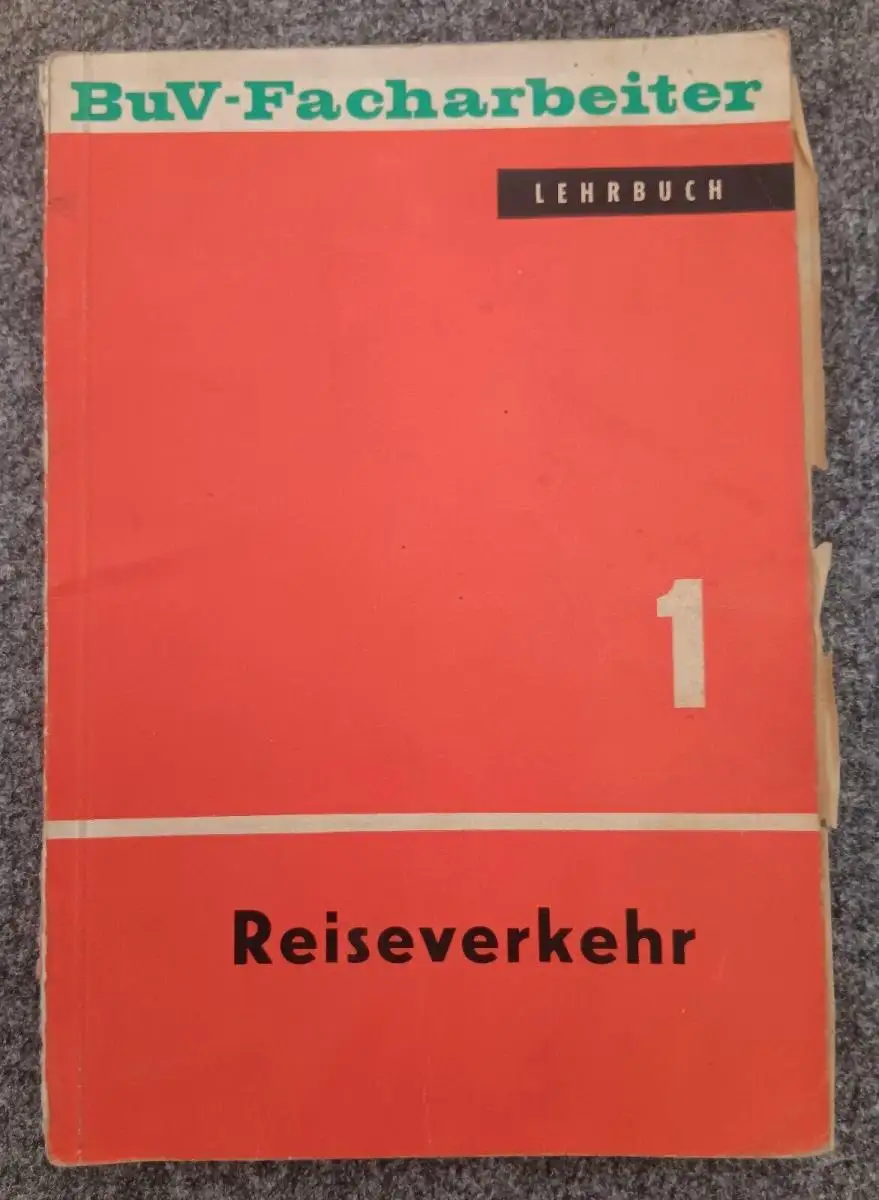 BuV-Facharbeiter
LEHRBUCH
1
Reiseverkehr